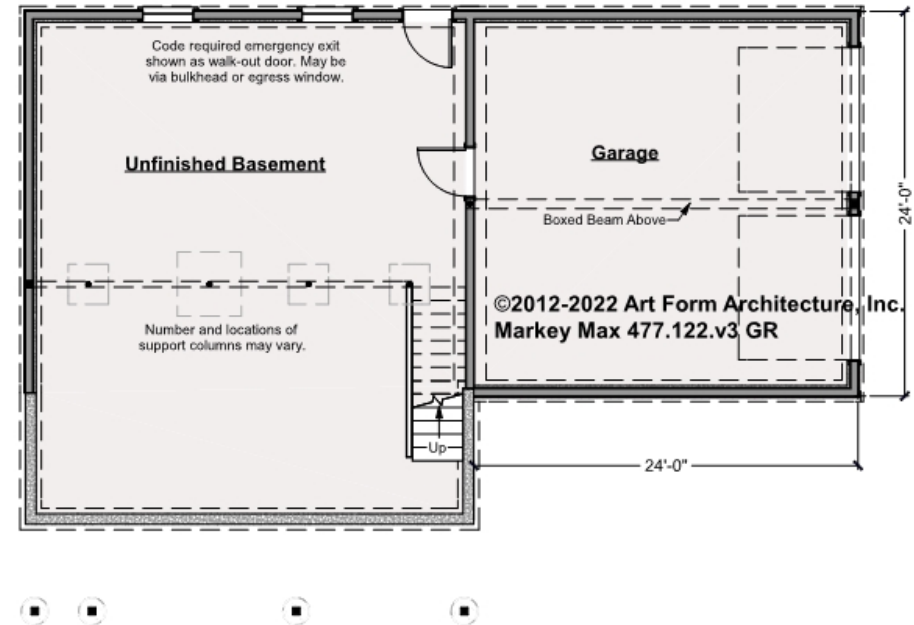 Code required emergency exit
shown as walk-out door. May be
via bulkhead or egress window.
Unfinished Basement
Garage
Boxed Beam Above
24'-0"
©2012-2022 Art Form Architecture, Inc.
Markey Max 477.122.v3 GR
Number and locations of
support columns may vary.
Up
24'-0"